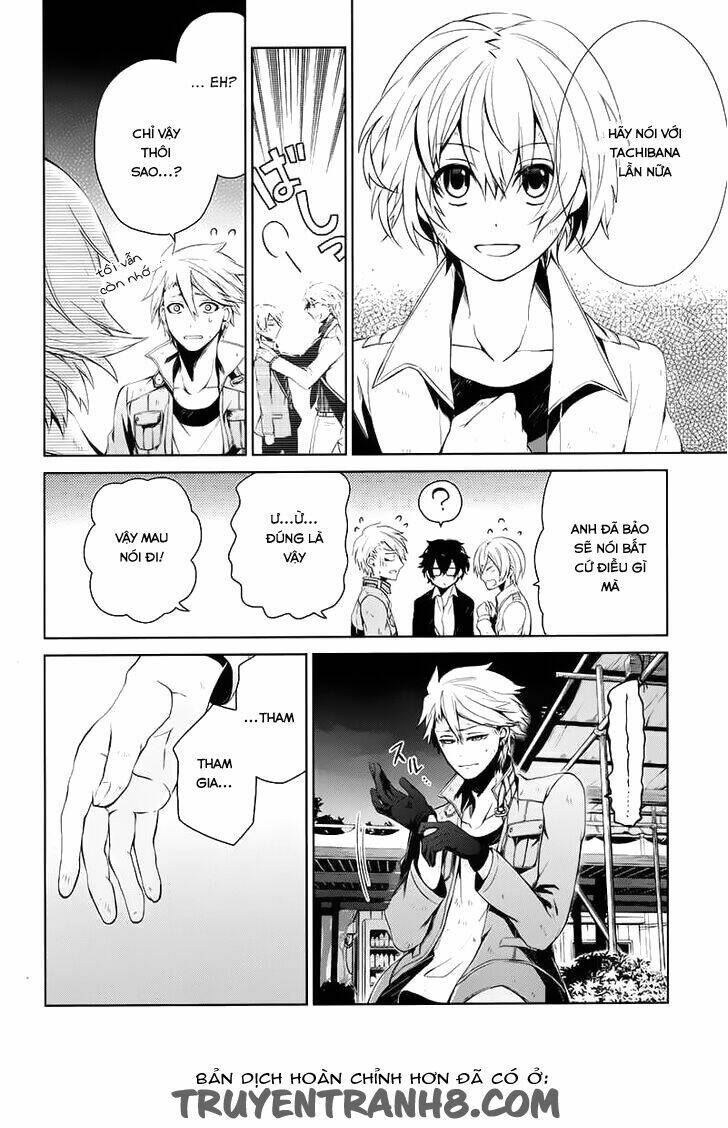 HÃY NÓI VỚI
TACHIBANA
LẦN NỮA
ばしっ
... EH?
CHỈ VẬY
THÔI
SAO...?
tôi vẫn
còn nhớ
ANH ĐÃ BẢO
SẼ NÓI BẤT
CỨ ĐIỀU GÌ
MÀ
?
Ư...Ừ...
ĐÚNG LÀ
VẬY
VẬY MAU
NÓI ĐI!
..........
スル...
...THAM
THAM
GIA...
BẢN DỊCH HOÀN CHỈNH HƠN ĐÃ CÓ Ở:
TRUYENTRANH8.COM